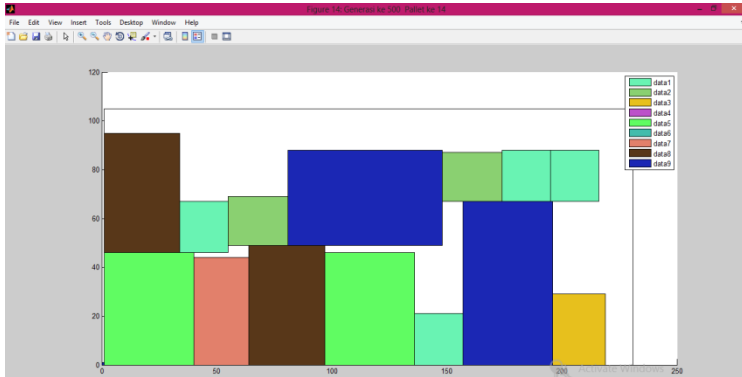 Figure 14: Generasi ke 500 Pallet ke 14
File Edit View Insert Tools Desktop Window Help
120
100
80
60
40
20
0
0 50 100 150 200 250
data1
data2
data3
data4
data5
data6
data7
data8
data9
Activate Windows